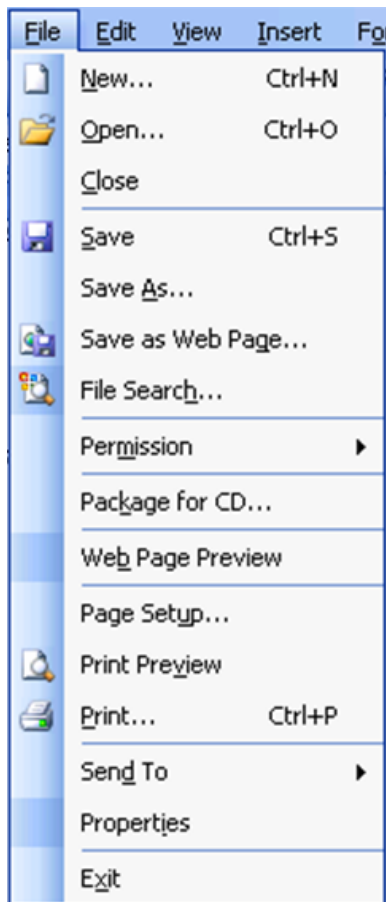 File Edit View Insert Fo
New... Ctrl+N
Open... Ctrl+O
Close
Save Ctrl+S
Save As...
Save as Web Page...
File Search...
Permission
Package for CD...
Web Page Preview
Page Setup...
Print Preview
Print... Ctrl+P
Send To
Properties
Exit